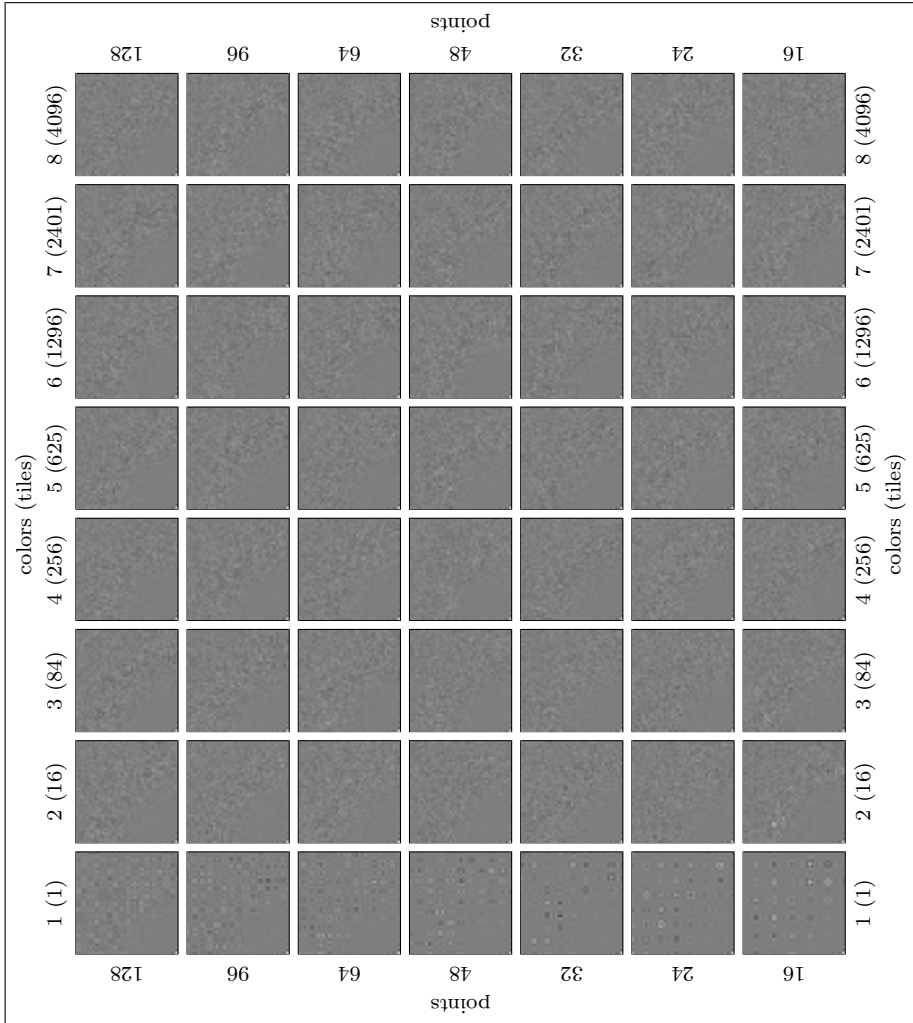 points
16 24 32 48 64 96 128
colors (tiles)
1 (1)
2 (16)
3 (84)
4 (256)
5 (625)
6 (1296)
7 (2401)
8 (4096)
colors (tiles)
1 (1)
2 (16)
3 (84)
4 (256)
5 (625)
6 (1296)
7 (2401)
8 (4096)
16 24 32 48 64 96 128
points